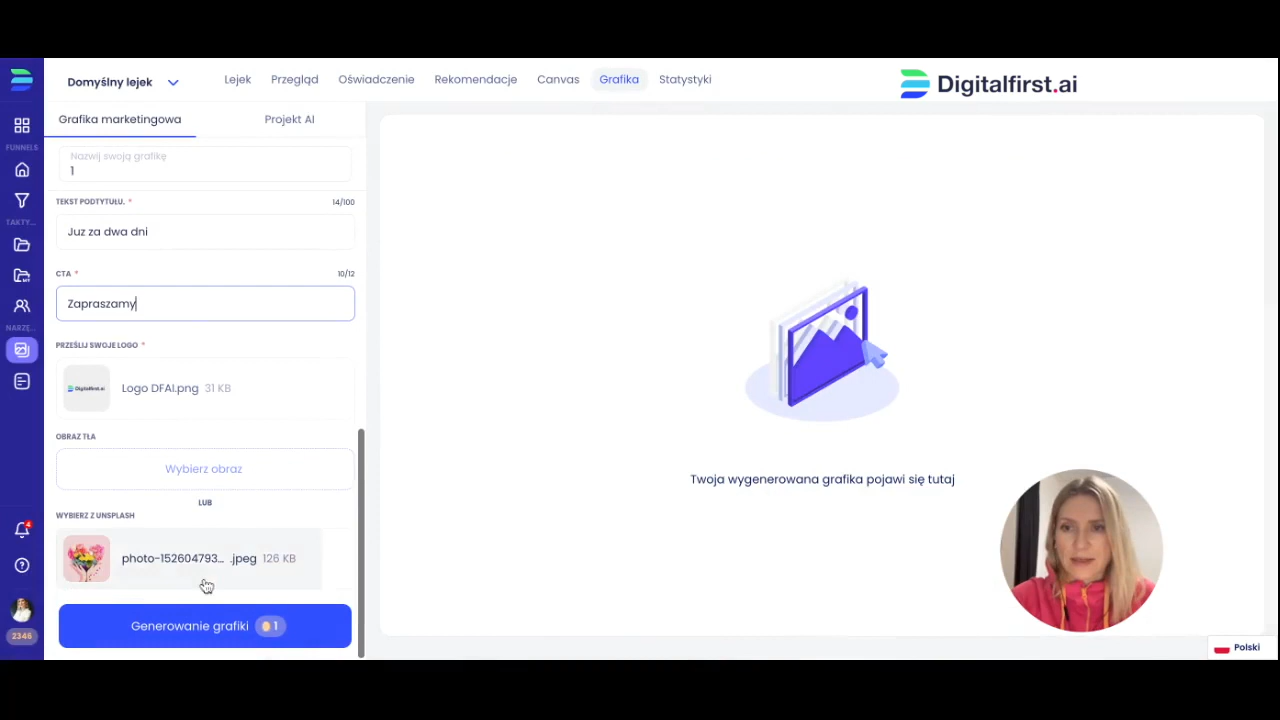 Domyślny lejek
Lejek
Przegląd
Oświadczenie
Rekomendacje
Canvas
Grafika
Statystyki
Digitalfirst.ai
FUNNELS
TAKTY...
NARZĘ...
4
2346
Grafika marketingowa
Projekt AI
Nazwij swoją grafikę
1
TEKST PODTYTUŁU. * 14/100
Juz za dwa dni
CTA * 10/12
Zapraszamy
PRZEŚLIJ SWOJE LOGO *
Digitalfirst.ai
Logo DFAI.png 31 KB
OBRAZ TŁA
Wybierz obraz
LUB
WYBIERZ Z UNSPLASH
photo-152604793... .jpeg 126 KB
Generowanie grafiki 1
Twoja wygenerowana grafika pojawi się tutaj
Polski